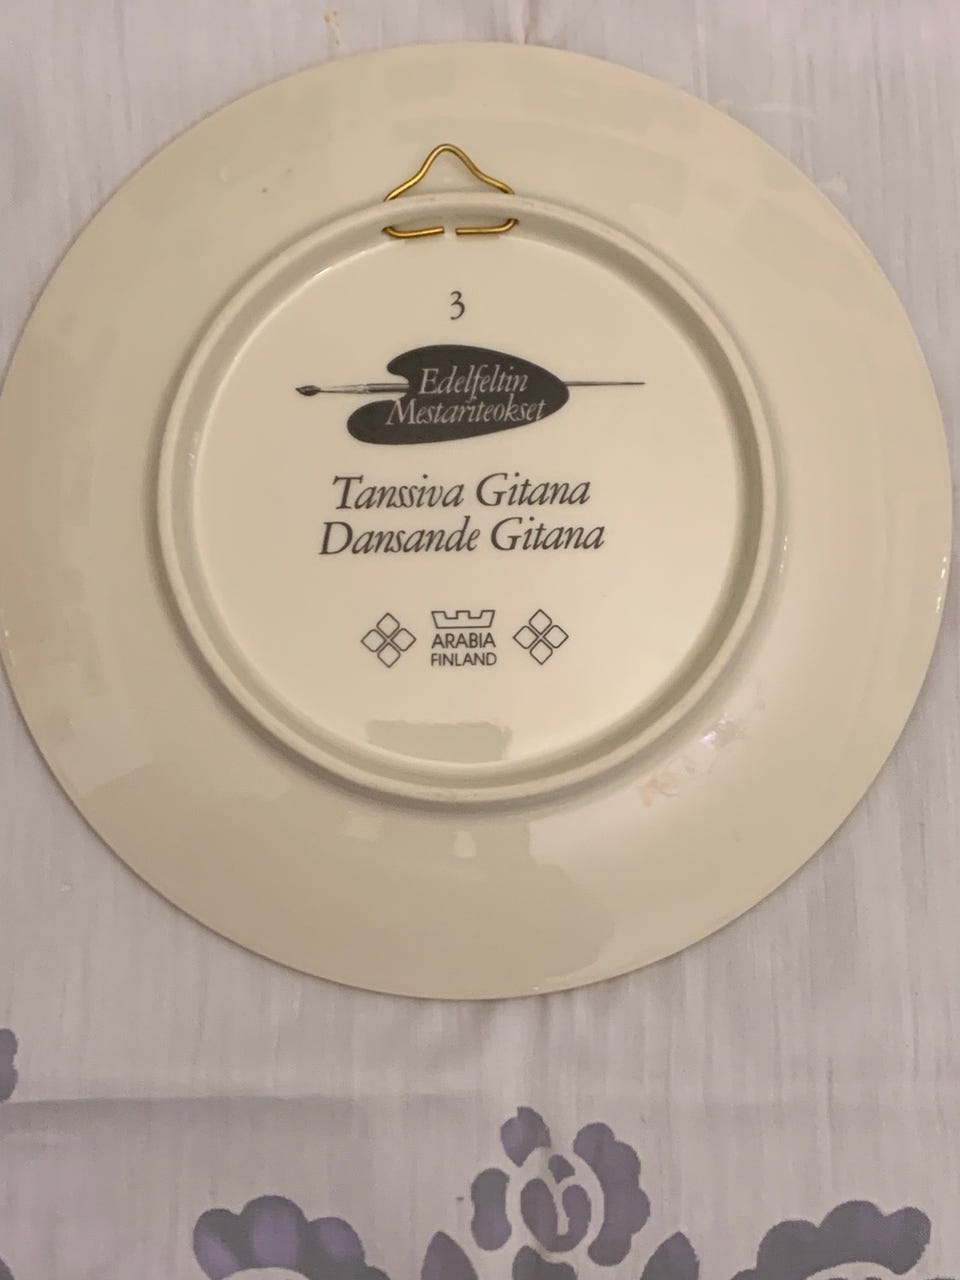 3
Edelfeltin
Mestariteokset
Tanssiva Gitana
Dansande Gitana
ARABIA
FINLAND